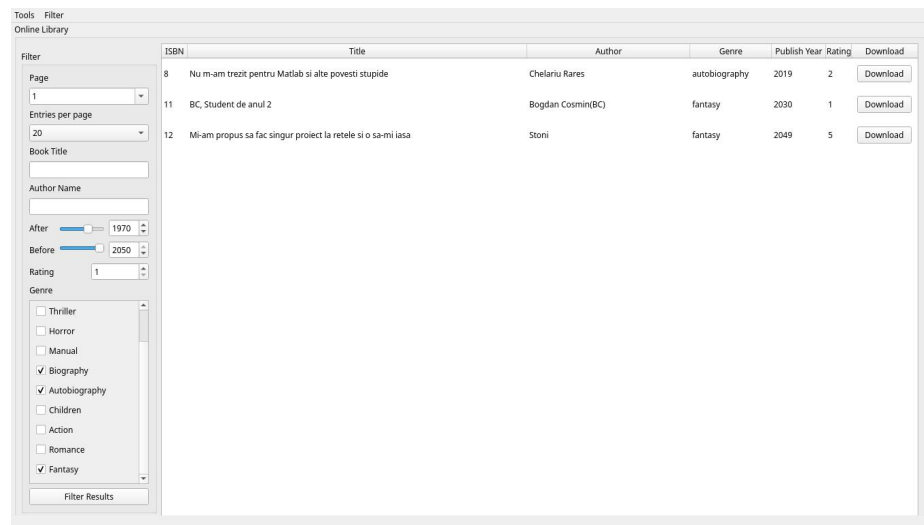 Tools Filter
Online Library
Filter
Page
1
Entries per page
20
Book Title
Author Name
After 1970
Before 2050
Rating 1
Genre
Thriller
Horror
Manual
Biography
Autobiography
Children
Action
Romance
Fantasy
Filter Results
ISBN Title Author Genre Publish Year Rating Download
8 Nu m-am trezit pentru Matlab si alte povesti stupide Chelariu Rares autobiography 2019 2 Download
11 BC, Student de anul 2 Bogdan Cosmin(BC) fantasy 2030 1 Download
12 Mi-am propus sa fac singur proiect la retele si o sa-mi iasa Stoni fantasy 2049 5 Download